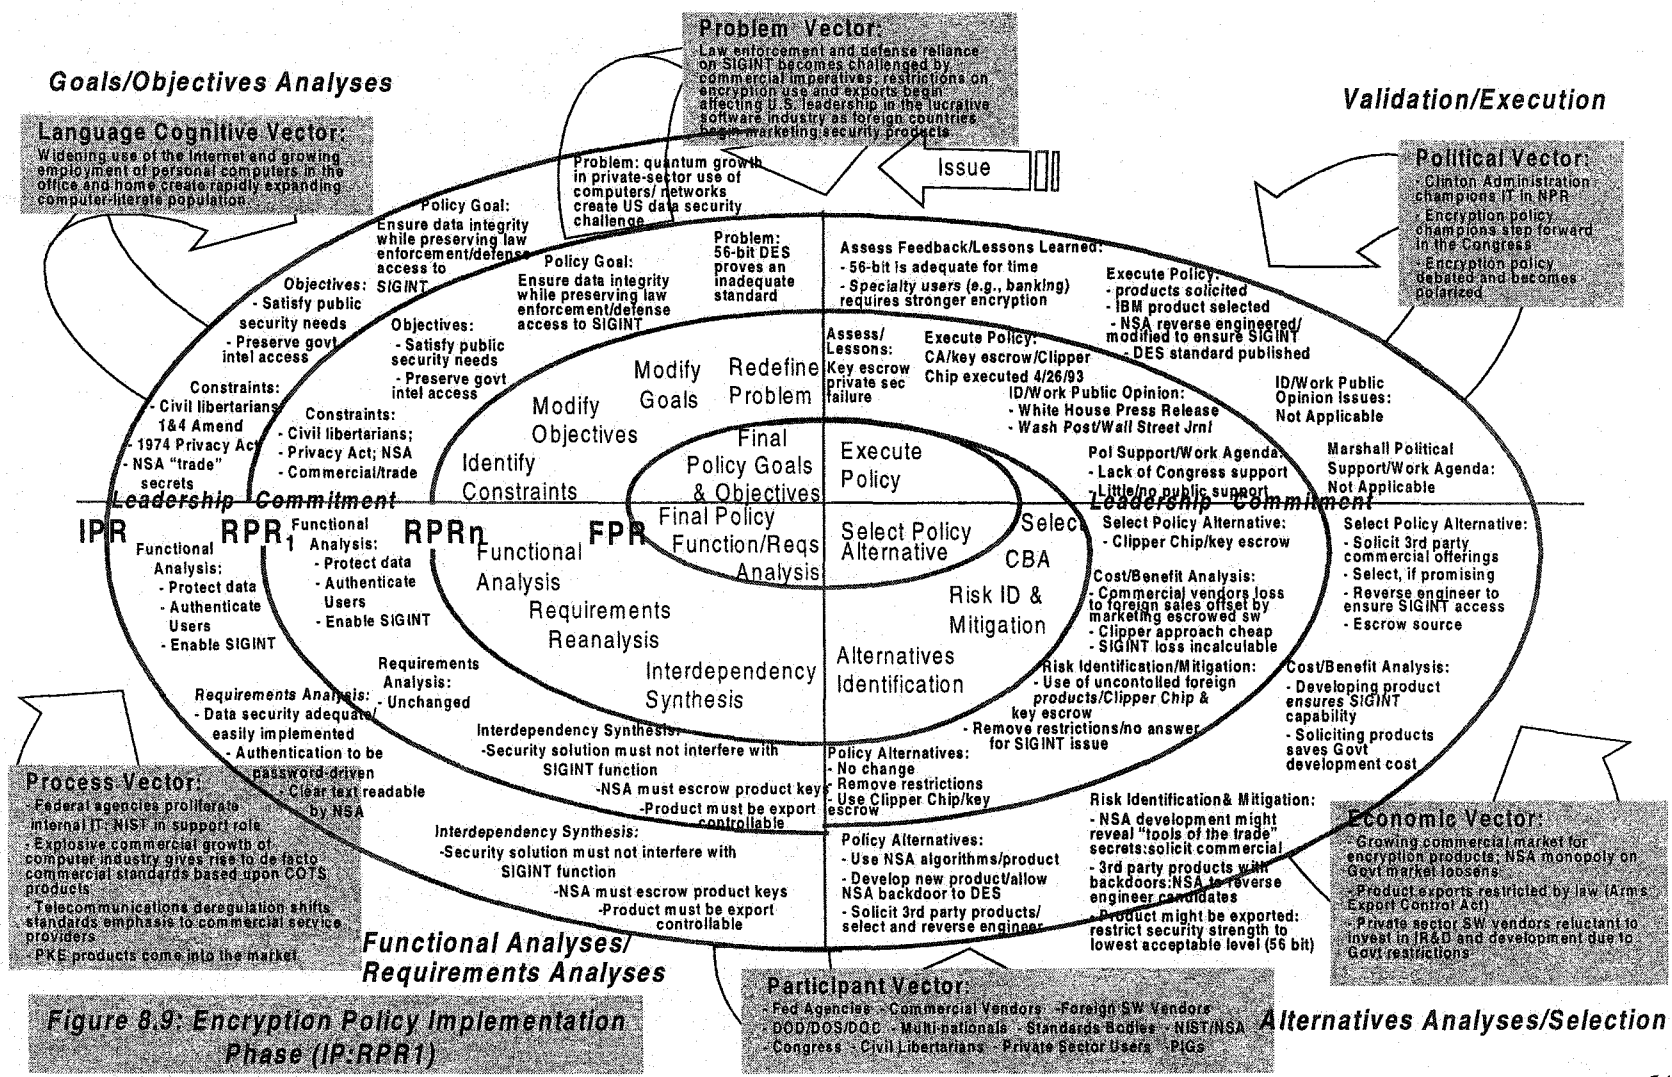 Problem Vector:
Law enforcement and defense reliance
on SIGINT becomes challenged by
commercial imperatives; restrictions on
encryption use and exports begin
affecting U.S. leadership in the lucrative
software industry as foreign countries
begin marketing security products
Goals/Objectives Analyses
Validation/Execution
Language Cognitive Vector:
Widening use of the Internet and growing
employment of personal computers in the
office and home create rapidly expanding
computer-literate population
Political Vector:
- Clinton Administration
champions IT in NPR
- Encryption policy
champions step forward
in the Congress
- Encryption policy
debated and becomes
polarized
Issue
Problem: quantum growth
in private-sector use of
computers/ networks
create US data security
challenge
Policy Goal:
Ensure data integrity
while preserving law
enforcement/defense
access to
SIGINT
Objectives:
- Satisfy public
security needs
- Preserve govt
intel access
Constraints:
- Civil libertarians
1&4 Amend
- 1974 Privacy Act
- NSA "trade"
secrets
Problem:
56-bit DES
proves an
inadequate
standard
Policy Goal:
Ensure data integrity
while preserving law
enforcement/defense
access to SIGINT
Objectives:
- Satisfy public
security needs
- Preserve govt
intel access
Constraints:
- Civil libertarians;
- Privacy Act; NSA
- Commercial/trade
Redefine
Problem
Modify
Goals
Modify
Objectives
Identify
Constraints
Final
Policy Goals
& Objectives
Assess Feedback/Lessons Learned:
- 56-bit is adequate for time
- Specialty users (e.g., banking)
requires stronger encryption
Execute Policy:
- products solicited
- IBM product selected
- NSA reverse engineered/
modified to ensure SIGINT
- DES standard published
ID/Work Public
Opinion Issues:
Not Applicable
Marshall Political
Support/Work Agenda:
Not Applicable
Assess/
Lessons:
Key escrow
private sec
failure
Execute Policy:
CA/key escrow/Clipper
Chip executed 4/26/93
ID/Work Public Opinion:
- White House Press Release
- Wash Post/Wall Street Jrnl
Pol Support/Work Agenda:
- Lack of Congress support
- Little/no public support
Execute
Policy
Leadership Commitment
Leadership Commitment
IPR
RPR1
RPRn
FPR
Functional
Analysis:
- Protect data
- Authenticate
Users
- Enable SIGINT
Requirements Analysis:
- Data security adequate/
easily implemented
- Authentication to be
password-driven
- Clear text readable
by NSA
Functional
Analysis:
- Protect data
- Authenticate
Users
- Enable SIGINT
Requirements
Analysis:
- Unchanged
Functional
Analysis
Requirements
Reanalysis
Interdependency
Synthesis
Final Policy
Function/Reqs
Analysis
Select Policy
Alternative
Select
CBA
Risk ID &
Mitigation
Alternatives
Identification
Select Policy Alternative:
- Clipper Chip/key escrow
Cost/Benefit Analysis:
- Commercial vendors loss
to foreign sales offset by
marketing escrowed sw
- Clipper approach cheap
- SIGINT loss incalculable
Risk Identification/Mitigation:
- Use of uncontolled foreign
products/Clipper Chip &
key escrow
- Remove restrictions/no answer
for SIGINT issue
Select Policy Alternative:
- Solicit 3rd party
commercial offerings
- Select, if promising
- Reverse engineer to
ensure SIGINT access
- Escrow source
Cost/Benefit Analysis:
- Developing product
ensures SIGINT
capability
- Soliciting products
saves Govt
development cost
Interdependency Synthesis:
-Security solution must not interfere with
SIGINT function
-NSA must escrow product keys
-Product must be export
controllable
Policy Alternatives:
- No change
- Remove restrictions
- Use Clipper Chip/key
escrow
Interdependency Synthesis:
-Security solution must not interfere with
SIGINT function
-NSA must escrow product keys
-Product must be export
controllable
Policy Alternatives:
- Use NSA algorithms/product
- Develop new product/allow
NSA backdoor to DES
- Solicit 3rd party products/
select and reverse engineer
Risk Identification& Mitigation:
- NSA development might
reveal "tools of the trade"
secrets:solicit commercial
- 3rd party products with
backdoors:NSA to reverse
engineer candidates
- Product might be exported:
restrict security strength to
lowest acceptable level (56 bit)
Process Vector:
- Federal agencies proliferate
internal IT; NIST in support role
- Explosive commercial growth of
computer industry gives rise to de facto
commercial standards based upon COTS
products
- Telecommunications deregulation shifts
standards emphasis to commercial service
providers
- PKE products come into the market
Economic Vector:
- Growing commercial market for
encryption products; NSA monopoly on
Govt market loosens
- Product exports restricted by law (Arms
Export Control Act)
- Private sector SW vendors reluctant to
invest in IR&D and development due to
Govt restrictions
Functional Analyses/
Requirements Analyses
Participant Vector:
- Fed Agencies - Commercial Vendors - Foreign SW Vendors
- DOD/DOS/DOC - Multi-nationals - Standards Bodies - NIST/NSA
- Congress - Civil Libertarians - Private Sector Users - PIGs
Alternatives Analyses/Selection
Figure 8.9: Encryption Policy Implementation
Phase (IP:RPR1)